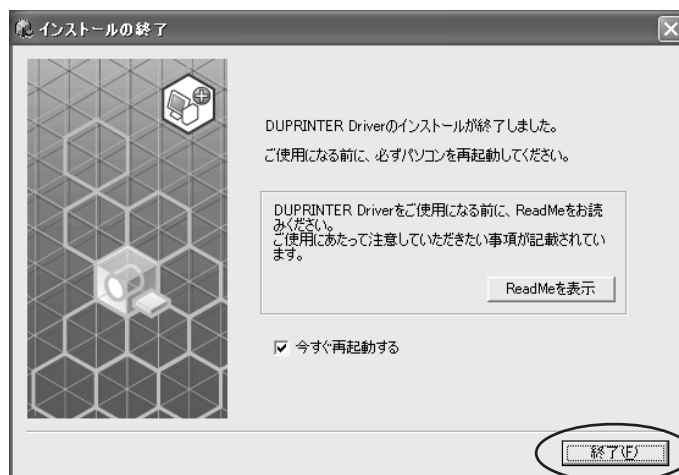 インストールの終了
DUPRINTER Driverのインストールが終了しました。
ご使用になる前に、必ずパソコンを再起動してください。
DUPRINTER Driverをご使用になる前に、ReadMeをお読
みください。
ご使用にあたって注意していただきたい事項が記載されてい
ます。
ReadMeを表示
今すぐ再起動する
終了(F)